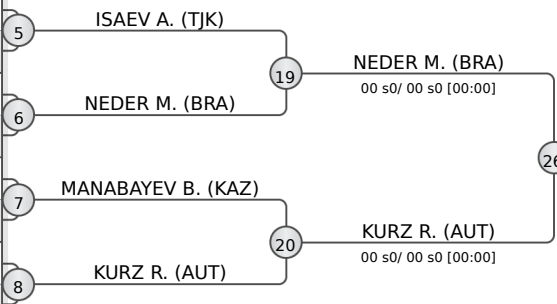 ISAEV A. (TJK)
5
19
NEDER M. (BRA)
00 s0/ 00 s0 [00:00]
NEDER M. (BRA)
6
26
MANABAYEV B. (KAZ)
7
20
KURZ R. (AUT)
00 s0/ 00 s0 [00:00]
KURZ R. (AUT)
8